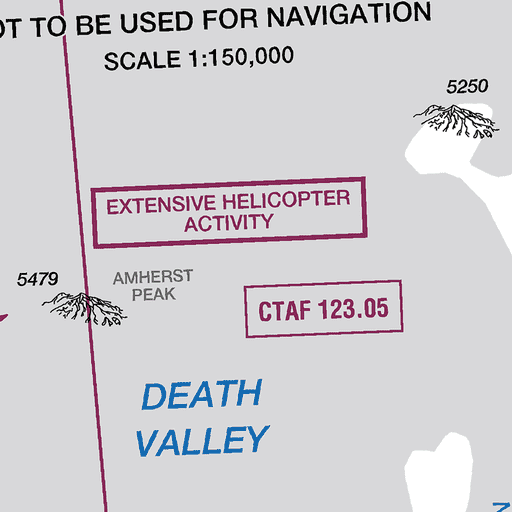 OT TO BE USED FOR NAVIGATION
SCALE 1:150,000
5250
EXTENSIVE HELICOPTER
ACTIVITY
5479
AMHERST
PEAK
CTAF 123.05
DEATH
VALLEY